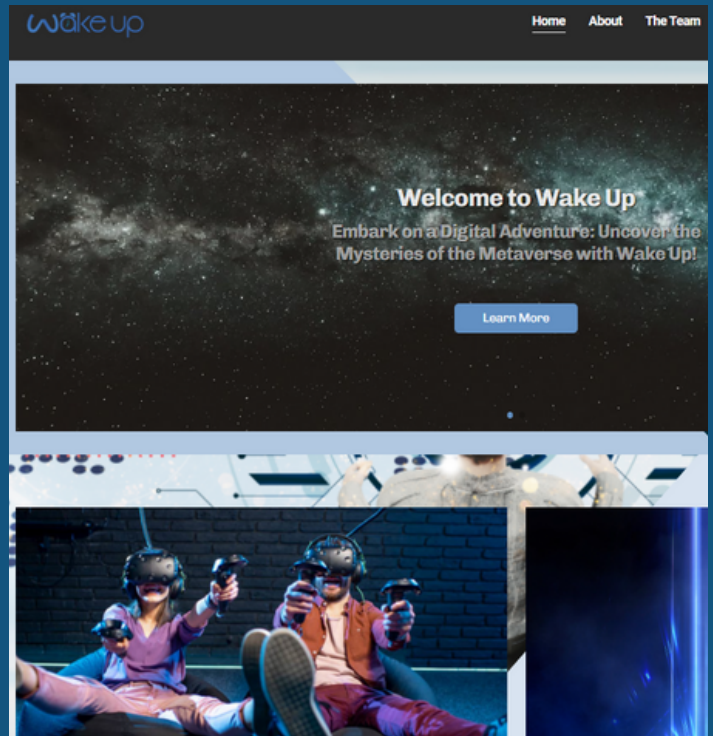 wake up
Home About The Team
Welcome to Wake Up
Embark on a Digital Adventure: Uncover the
Mysteries of the Metaverse with Wake Up!
Learn More